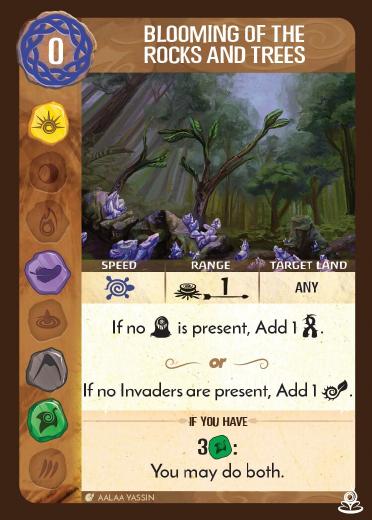 0
BLOOMING OF THE
ROCKS AND TREES
SPEED RANGE TARGET LAND
1 ANY
If no is present, Add 1 .
or
If no Invaders are present, Add 1 .
IF YOU HAVE
3 :
You may do both.
AALAA YASSIN